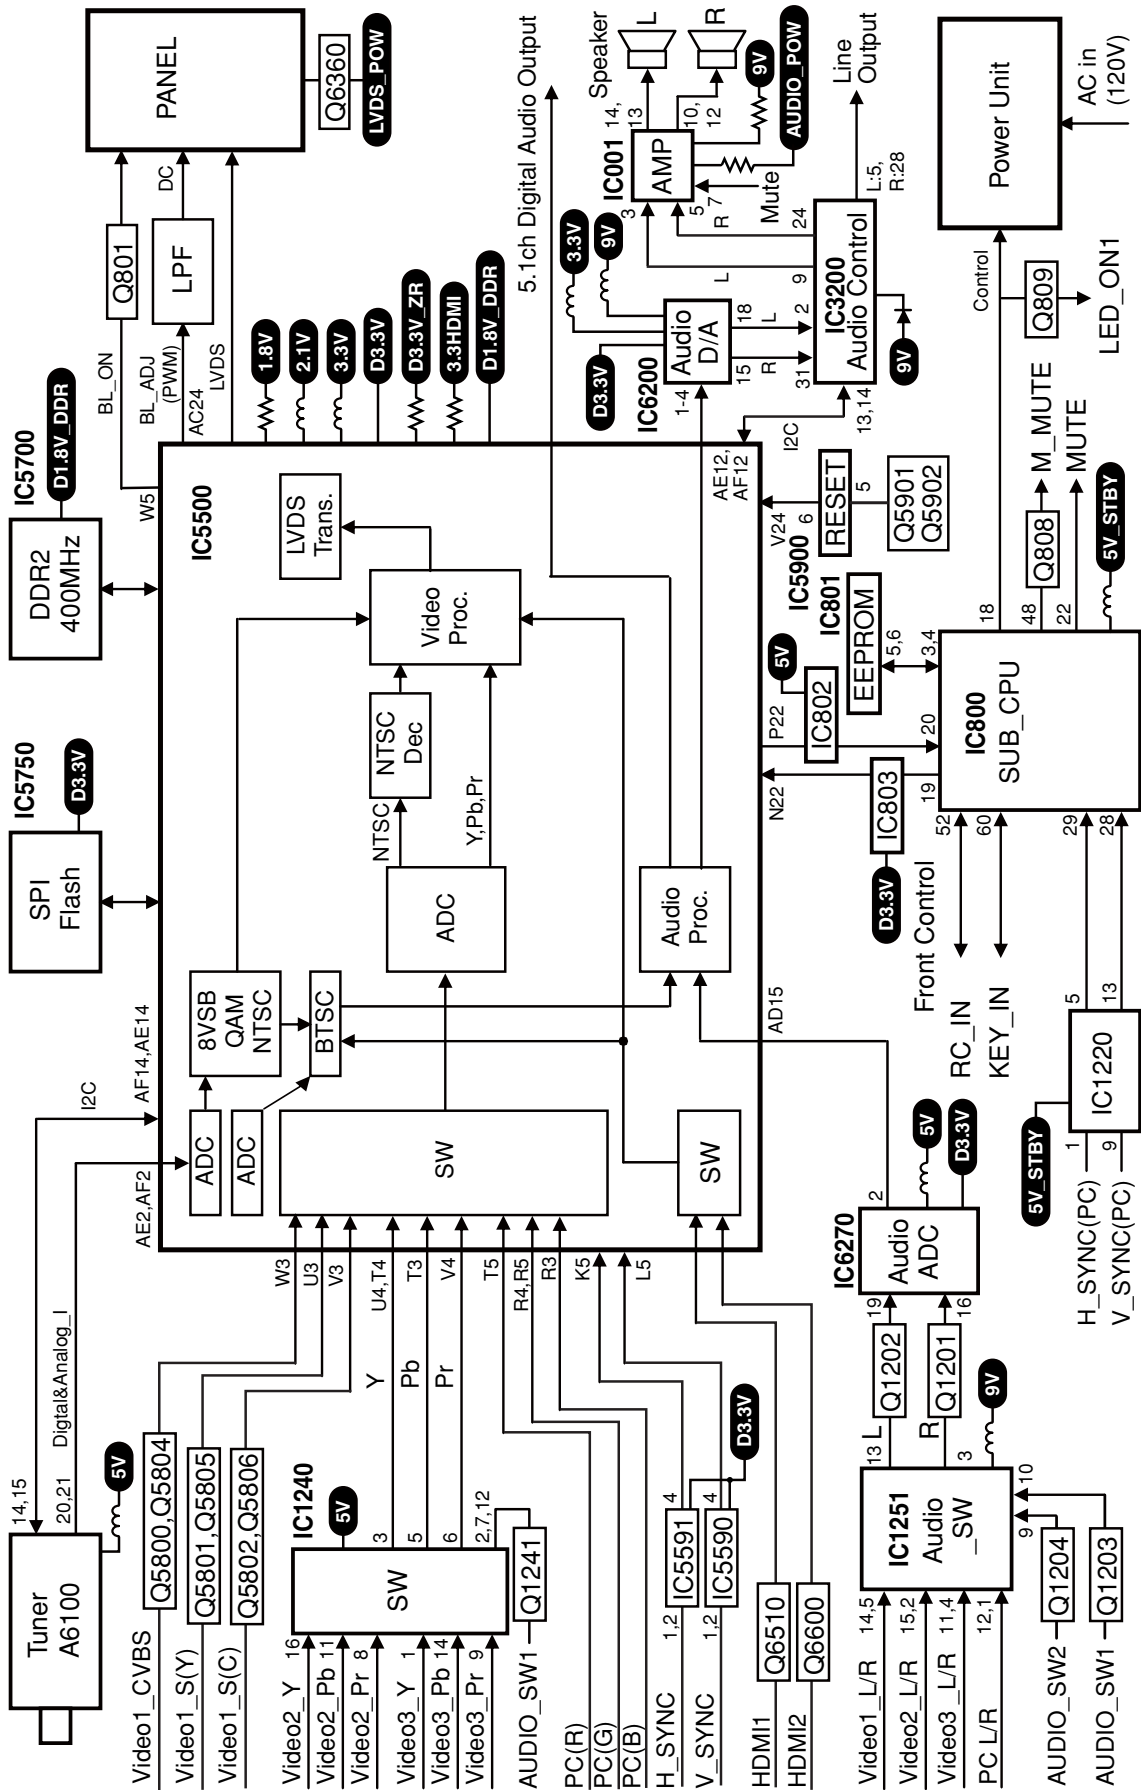 Tuner
A6100
14,15
20,21
Digtal&Analog_I
I2C
5V
AE2,AF2
AF14,AE14
SPI
Flash
IC5750
D3.3V
DDR2
400MHz
IC5700
D1.8V_DDR
PANEL
Q6360
LVDS_POW
Q801
BL_ON
W5
LPF
DC
BL_ADJ
(PWM)
AC24
LVDS
1.8V
2.1V
3.3V
D3.3V
D3.3V_ZR
3.3HDMI
D1.8V_DDR
IC5500
ADC
ADC
8VSB
QAM
NTSC
BTSC
SW
ADC
NTSC
NTSC
Dec
Y,Pb,Pr
Video
Proc.
LVDS
Trans.
SW
Audio
Proc.
Video1_CVBS
Video1_S(Y)
Video1_S(C)
Q5800,Q5804
Q5801,Q5805
Q5802,Q5806
W3
U3
V3
Video2_Y
16
Video2_Pb
11
Video2_Pr
8
Video3_Y
1
Video3_Pb
14
Video3_Pr
9
IC1240
SW
5V
3
5
6
2,7,12
Y
Pb
Pr
U4,T4
T3
V4
AUDIO_SW1
Q1241
PC(R)
PC(G)
PC(B)
T5
R4,R5
R3
H_SYNC
V_SYNC
1,2
IC5591
4
1,2
IC5590
4
D3.3V
K5
L5
HDMI1
HDMI2
Q6510
Q6600
Video1_L/R
14,5
Video2_L/R
15,2
Video3_L/R
11,4
PC L/R
12,1
IC1251
Audio
_SW
13
L
R
3
9
10
9V
Q1202
Q1201
AUDIO_SW2
Q1204
AUDIO_SW1
Q1203
IC6270
Audio
ADC
19
16
2
5V
D3.3V
AD15
5.1ch Digital Audio Output
IC6200
Audio
D/A
1-4
D3.3V
3.3V
9V
15
18
R
L
31
2
IC3200
Audio Control
9V
9
24
L
R
13,14
I2C
AE12,
AF12
L:5,
R:28
Line
Output
IC001
AMP
3
5
7
Mute
14,
13
10,
12
Speaker
L
R
9V
AUDIO_POW
IC5900
RESET
V24
6
5
Q5901
Q5902
IC801
EEPROM
5,6
3,4
IC802
5V
P22
20
IC803
D3.3V
N22
19
IC800
SUB_CPU
Front Control
RC_IN
KEY_IN
52
60
29
28
18
48
22
Q808
M_MUTE
MUTE
5V_STBY
Control
Q809
LED_ON1
Power Unit
AC in
(120V)
H_SYNC(PC)
V_SYNC(PC)
1
9
IC1220
5V_STBY
5
13